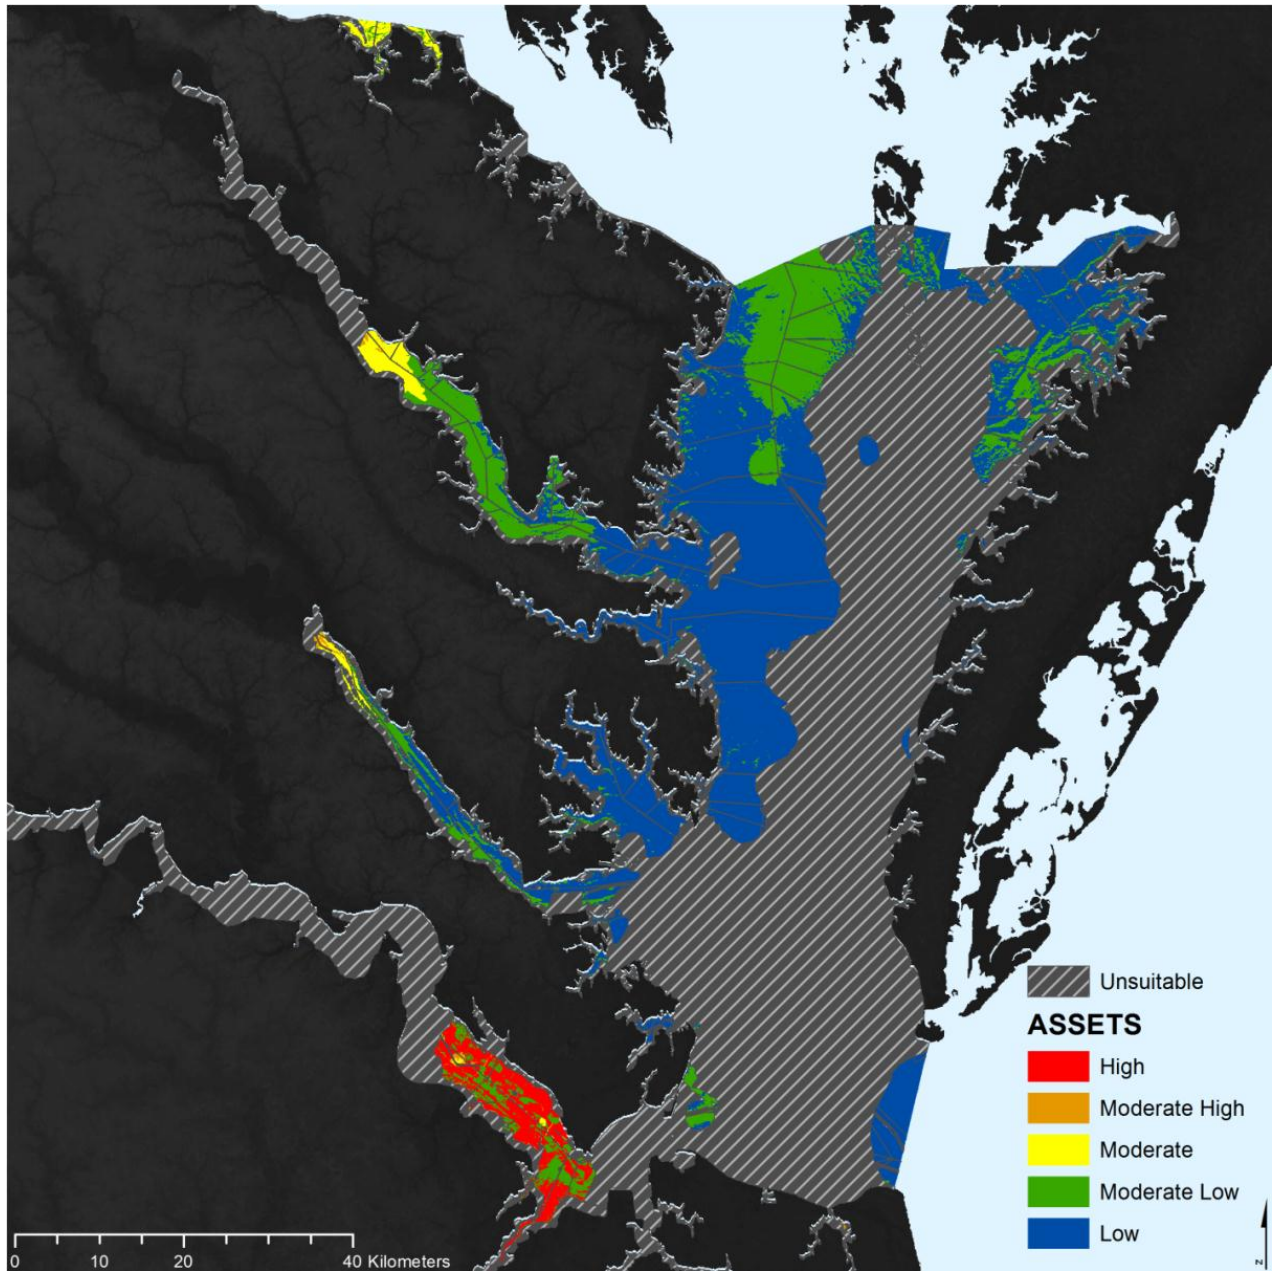 Unsuitable
ASSETS
High
Moderate High
Moderate
Moderate Low
Low
0 10 20 40 Kilometers
N